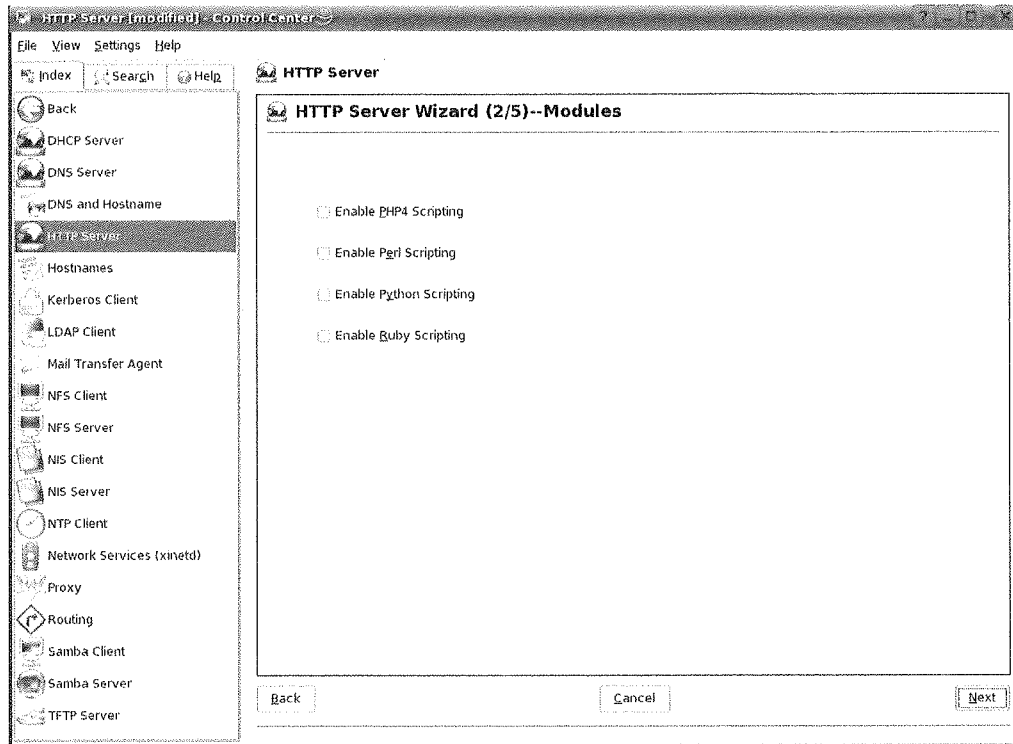 HTTP Server [modified] - Control Center
File View Settings Help
Index Search Help
Back
DHCP Server
DNS Server
DNS and Hostname
HTTP Server
Hostnames
Kerberos Client
LDAP Client
Mail Transfer Agent
NFS Client
NFS Server
NIS Client
NIS Server
NTP Client
Network Services (xinetd)
Proxy
Routing
Samba Client
Samba Server
TFTP Server
HTTP Server
HTTP Server Wizard (2/5)--Modules
Enable PHP4 Scripting
Enable Perl Scripting
Enable Python Scripting
Enable Ruby Scripting
Back Cancel Next